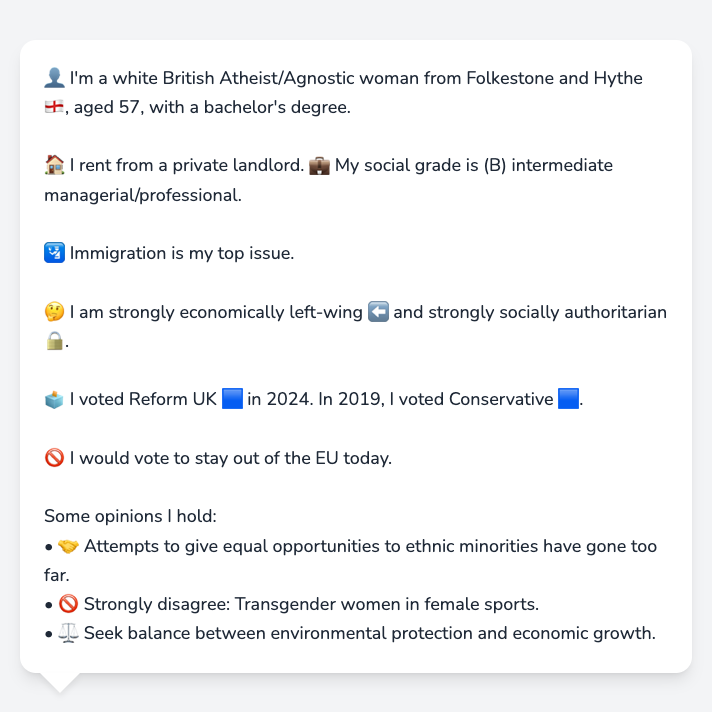 👤 I'm a white British Atheist/Agnostic woman from Folkestone and Hythe
🏴󠁧󠁢󠁥󠁮󠁧󠁿, aged 57, with a bachelor's degree.
🏠 I rent from a private landlord. 💼 My social grade is (B) intermediate
managerial/professional.
🛂 Immigration is my top issue.
🤔 I am strongly economically left-wing ⬅️ and strongly socially authoritarian
🔒.
🗳️ I voted Reform UK 🟦 in 2024. In 2019, I voted Conservative 🟦.
🚫 I would vote to stay out of the EU today.
Some opinions I hold:
• 🤝 Attempts to give equal opportunities to ethnic minorities have gone too
far.
• 🚫 Strongly disagree: Transgender women in female sports.
• ⚖️ Seek balance between environmental protection and economic growth.